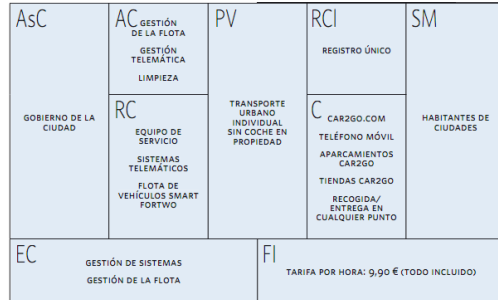 AsC
GOBIERNO DE LA
CIUDAD
AC
GESTIÓN
DE LA FLOTA
GESTIÓN
TELEMÁTICA
LIMPIEZA
RC
EQUIPO DE
SERVICIO
SISTEMAS
TELEMÁTICOS
FLOTA DE
VEHÍCULOS SMART
FORTWO
PV
TRANSPORTE
URBANO
INDIVIDUAL
SIN COCHE EN
PROPIEDAD
RCI
REGISTRO ÚNICO
C
CAR2GO.COM
TELÉFONO MÓVIL
APARCAMIENTOS
CAR2GO
TIENDAS CAR2GO
RECOGIDA/
ENTREGA EN
CUALQUIER PUNTO
SM
HABITANTES DE
CIUDADES
EC
GESTIÓN DE SISTEMAS
GESTIÓN DE LA FLOTA
FI
TARIFA POR HORA: 9,90 € (TODO INCLUIDO)